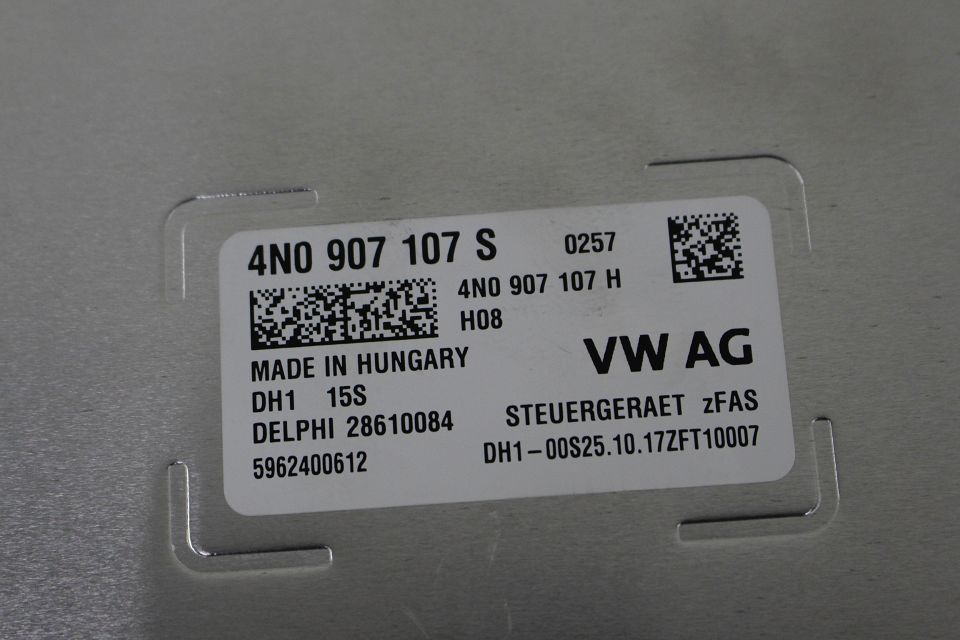 4N0 907 107 S 0257
4N0 907 107 H
H08
VW AG
MADE IN HUNGARY
DH1 15S
STEUERGERAET zFAS
DELPHI 28610084
DH1-00S25.10.17ZFT10007
5962400612